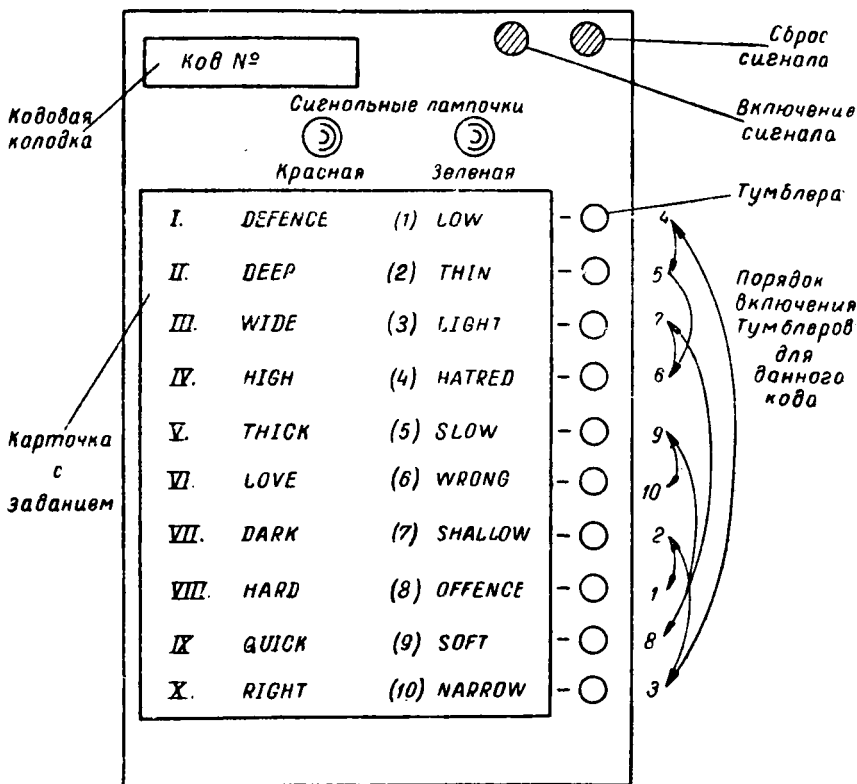 Код №
Сброс
сигнала
Кодовая
колодка
Сигнальные лампочки
Включение
сигнала
Красная
Зеленая
Тумблера
I. DEFENCE (1) LOW 4
II. DEEP (2) THIN 5
III. WIDE (3) LIGHT 7
IV. HIGH (4) HATRED 6
V. THICK (5) SLOW 9
VI. LOVE (6) WRONG 10
VII. DARK (7) SHALLOW 2
VIII. HARD (8) OFFENCE 1
IX QUICK (9) SOFT 8
X. RIGHT (10) NARROW 3
Порядок
включения
Тумблеров
для
данного
кода
Карточка
с
заданием